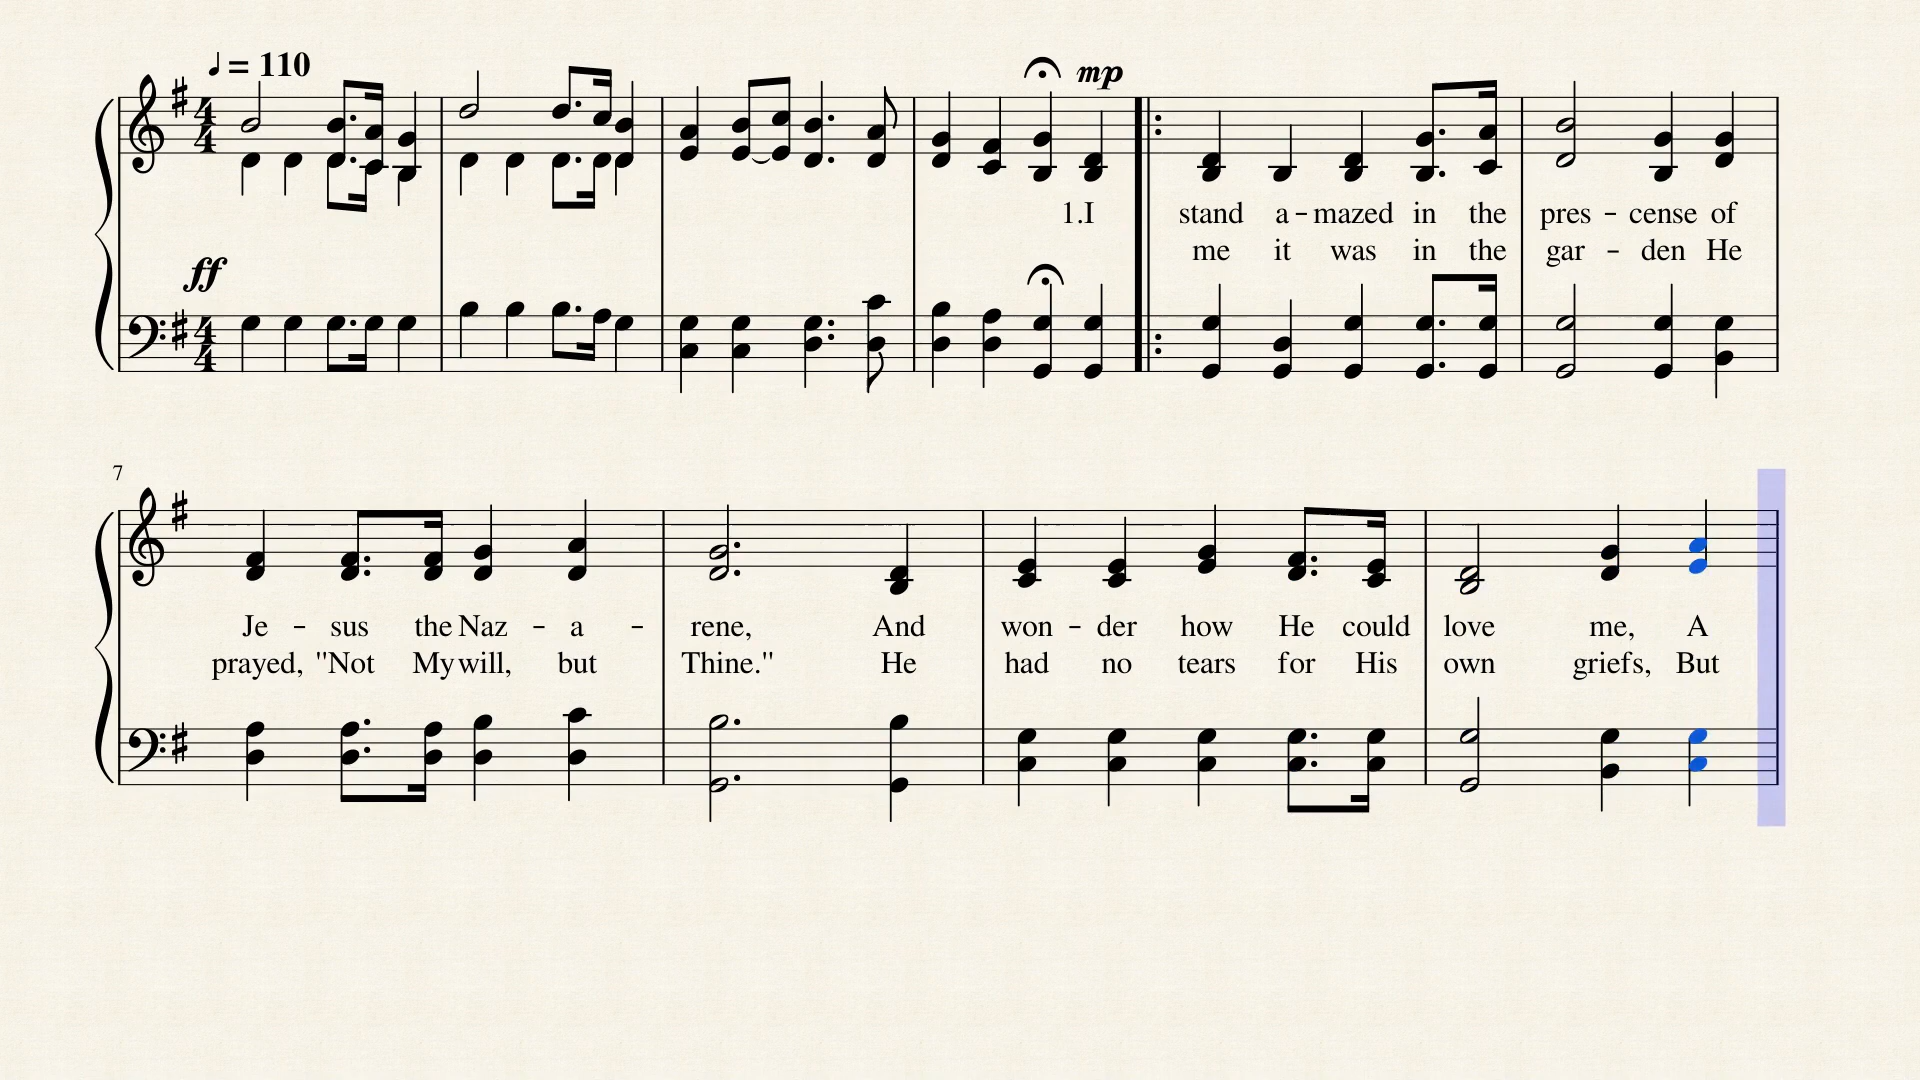 = 110
mp
1.I stand a - mazed in the pres - cense of
me it was in the gar - den He
ff
7
Je - sus the Naz - a - rene, And won - der how He could love me, A
prayed, "Not My will, but Thine." He had no tears for His own griefs, But